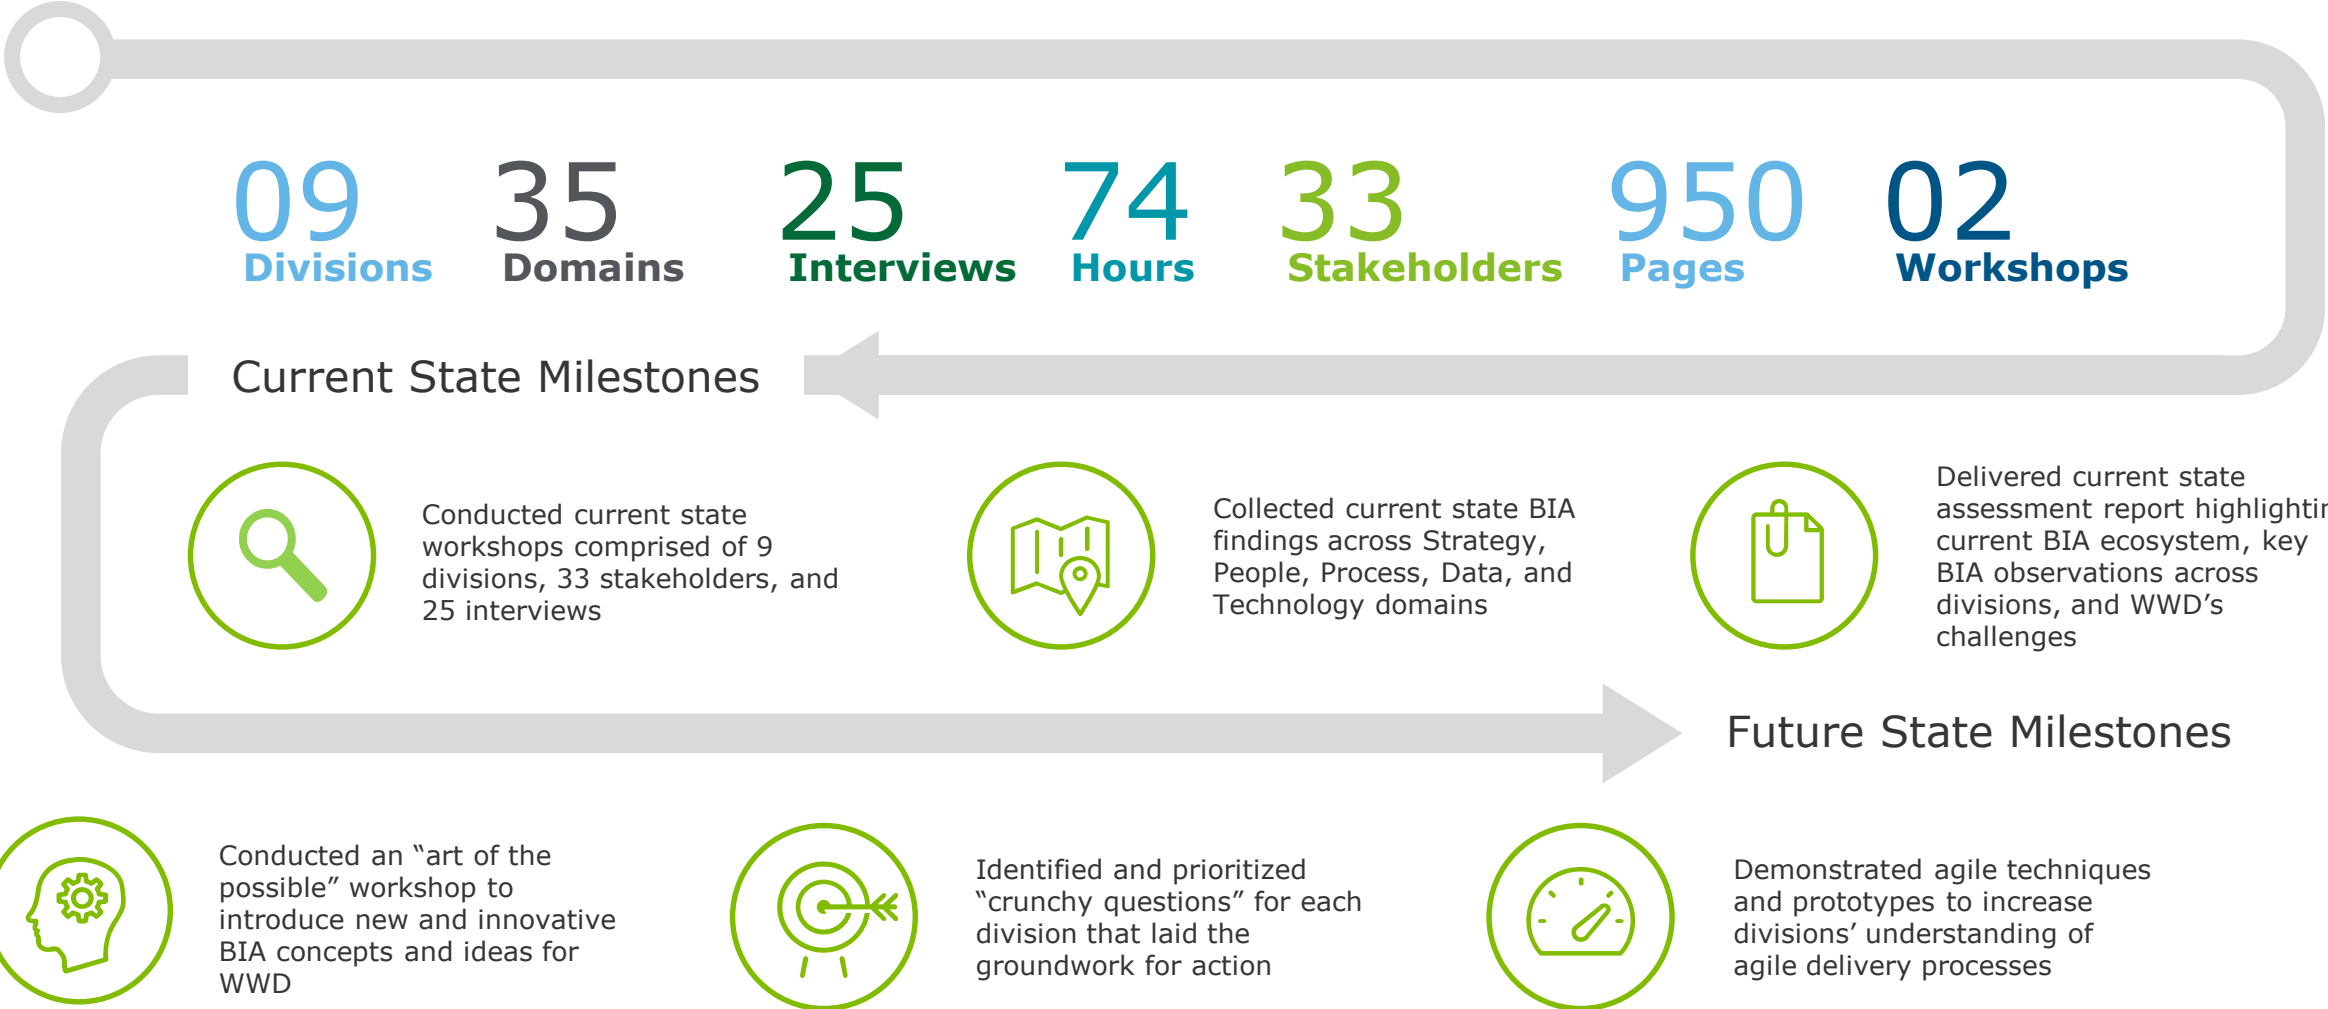 09 35 25 74 33 950 02
Divisions Domains Interviews Hours Stakeholders Pages Workshops
Current State Milestones
Conducted current state
workshops comprised of 9
divisions, 33 stakeholders, and
25 interviews
Collected current state BIA
findings across Strategy,
People, Process, Data, and
Technology domains
Delivered current state
assessment report highlightin
current BIA ecosystem, key
BIA observations across
divisions, and WWD’s
challenges
Future State Milestones
Conducted an “art of the
possible” workshop to
introduce new and innovative
BIA concepts and ideas for
WWD
Identified and prioritized
“crunchy questions” for each
division that laid the
groundwork for action
Demonstrated agile techniques
and prototypes to increase
divisions’ understanding of
agile delivery processes